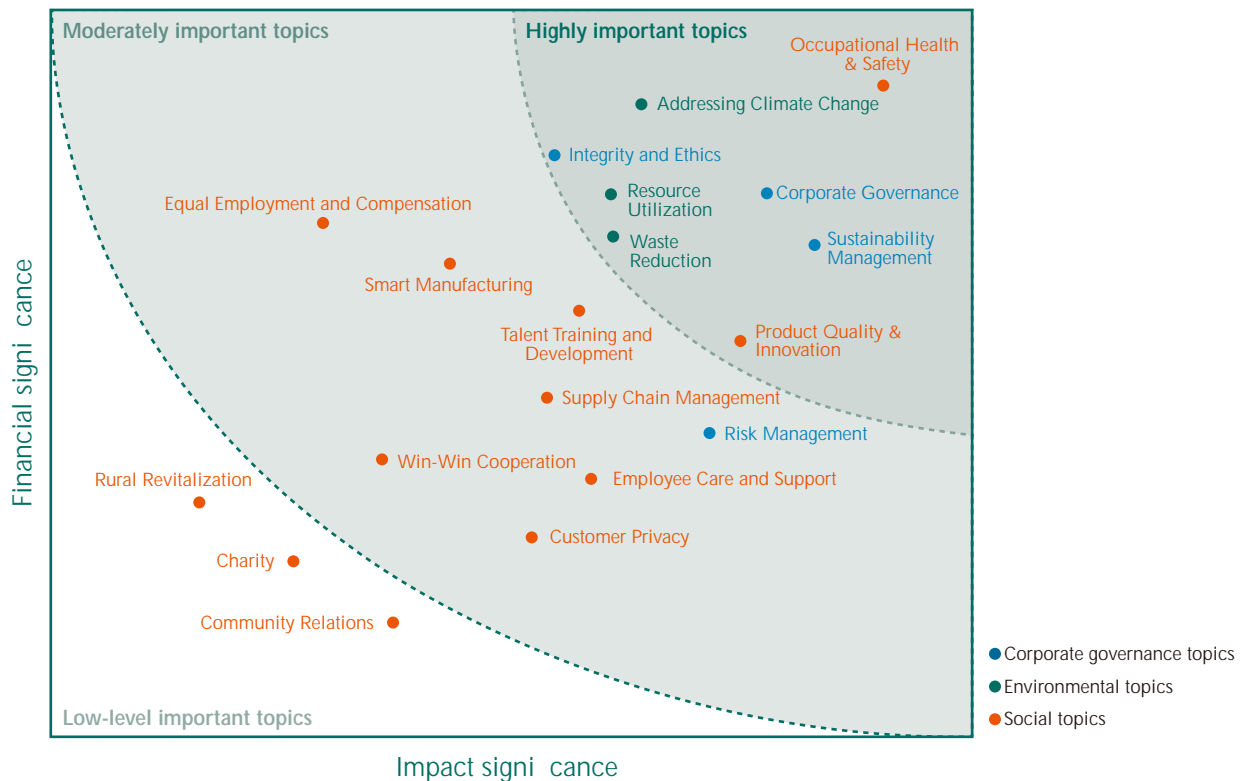 Moderately important topics
Highly important topics
Occupational Health
& Safety
Addressing Climate Change
Integrity and Ethics
Resource
Utilization
Corporate Governance
Equal Employment and Compensation
Waste
Reduction
Sustainability
Management
Smart Manufacturing
Talent Training and
Development
Product Quality &
Innovation
Supply Chain Management
Risk Management
Win-Win Cooperation
Employee Care and Support
Rural Revitalization
Customer Privacy
Charity
Community Relations
Low-level important topics
Financial signi cance
Impact signi cance
Corporate governance topics
Environmental topics
Social topics